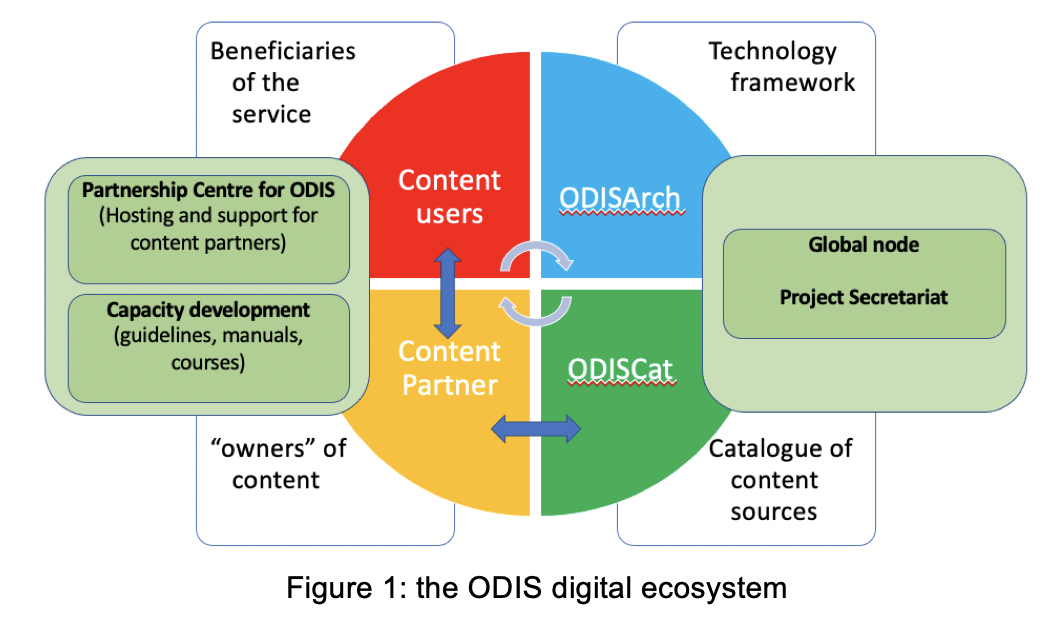 Beneficiaries
of the
service
Technology
framework
Partnership Centre for ODIS
(Hosting and support for
content partners)
Capacity development
(guidelines, manuals,
courses)
Content
users
ODISArch
Global node
Project Secretariat
Content
Partner
ODISCat
“owners” of
content
Catalogue of
content
sources
Figure 1: the ODIS digital ecosystem